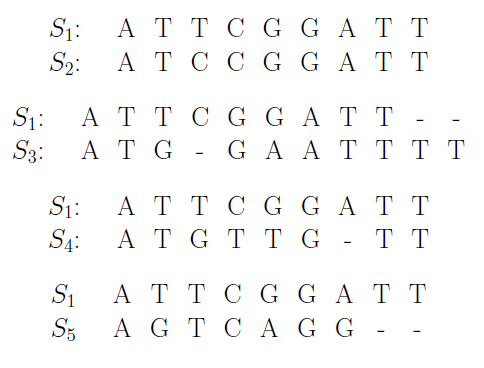 S1: A T T C G G A T T
S2: A T C C G G A T T
S1: A T T C G G A T T - -
S3: A T G - G A A T T T T
S1: A T T C G G A T T
S4: A T G T T G - T T
S1 A T T C G G A T T
S5 A G T C A G G - -